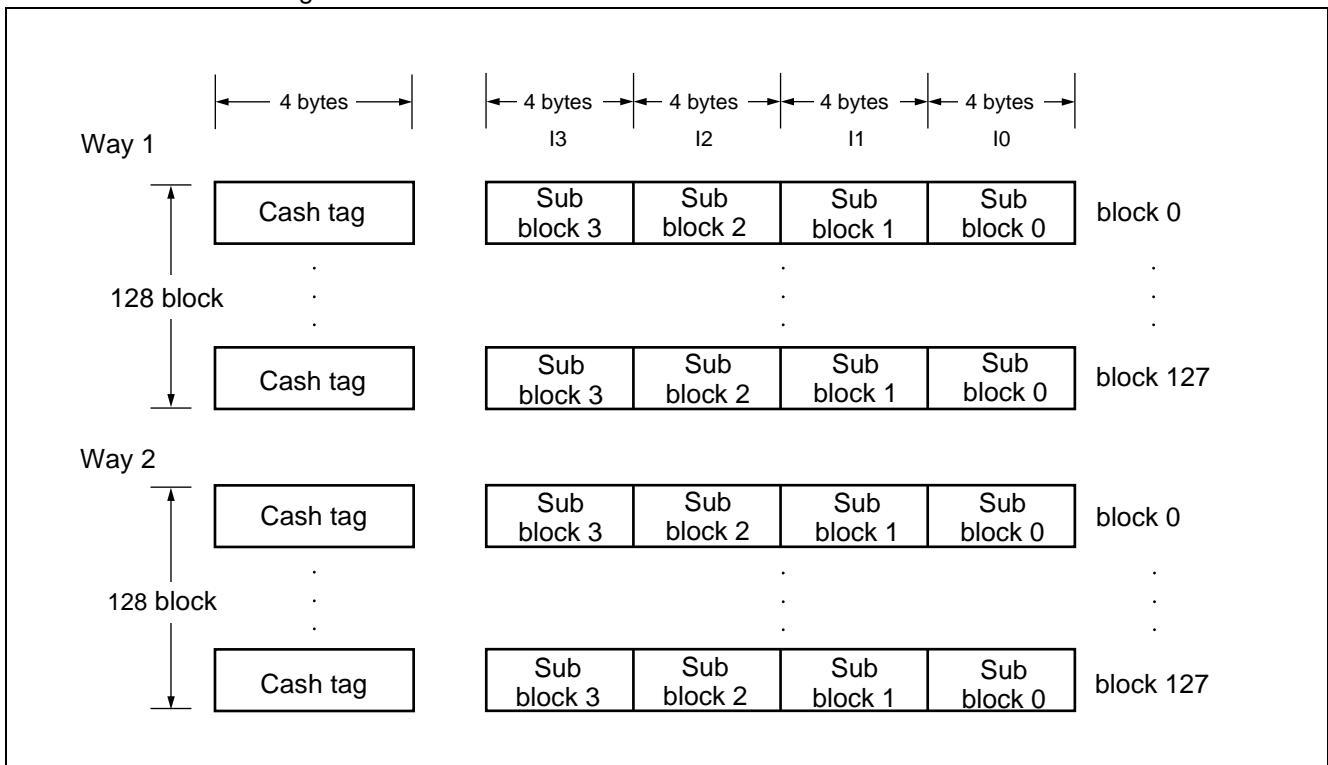 g
4 bytes 4 bytes 4 bytes 4 bytes 4 bytes
I3 I2 I1 I0
Way 1
Cash tag Sub block 3 Sub block 2 Sub block 1 Sub block 0 block 0
128 block
Cash tag Sub block 3 Sub block 2 Sub block 1 Sub block 0 block 127
Way 2
Cash tag Sub block 3 Sub block 2 Sub block 1 Sub block 0 block 0
128 block
Cash tag Sub block 3 Sub block 2 Sub block 1 Sub block 0 block 127